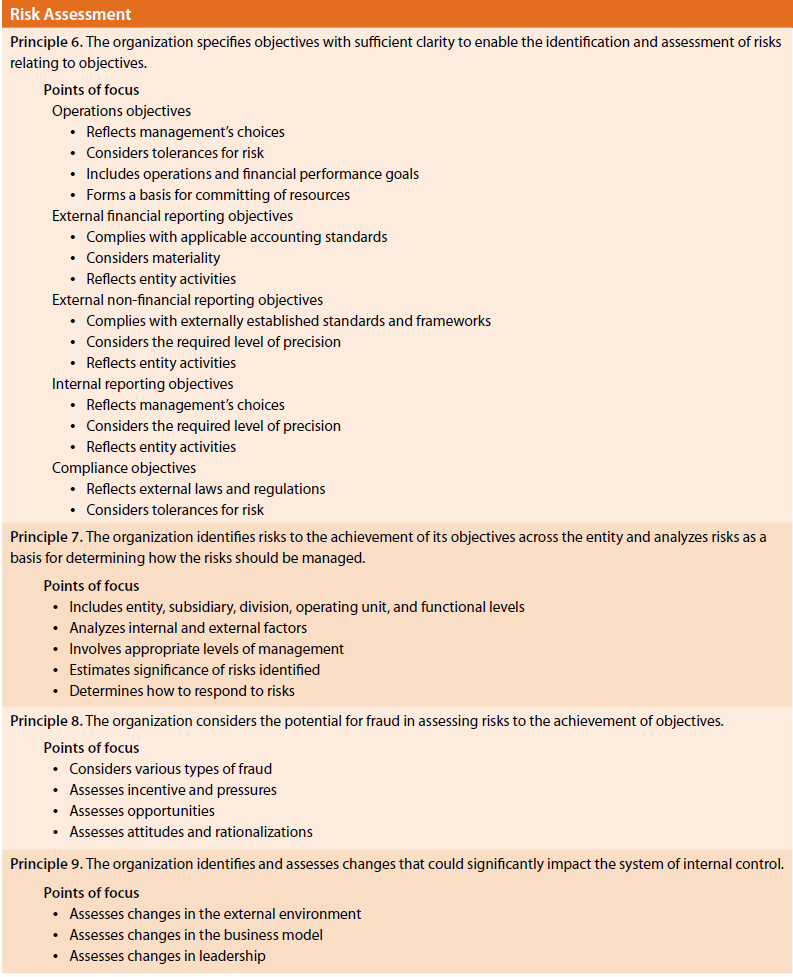 Risk Assessment
Principle 6. The organization specifies objectives with sufficient clarity to enable the identification and assessment of risks
relating to objectives.
Points of focus
Operations objectives
• Reflects management's choices
• Considers tolerances for risk
• Includes operations and financial performance goals
• Forms a basis for committing of resources
External financial reporting objectives
• Complies with applicable accounting standards
• Considers materiality
• Reflects entity activities
External non-financial reporting objectives
• Complies with externally established standards and frameworks
• Considers the required level of precision
• Reflects entity activities
Internal reporting objectives
• Reflects management's choices
• Considers the required level of precision
• Reflects entity activities
Compliance objectives
• Reflects external laws and regulations
• Considers tolerances for risk
Principle 7. The organization identifies risks to the achievement of its objectives across the entity and analyzes risks as a
basis for determining how the risks should be managed.
Points of focus
• Includes entity, subsidiary, division, operating unit, and functional levels
• Analyzes internal and external factors
• Involves appropriate levels of management
• Estimates significance of risks identified
• Determines how to respond to risks
Principle 8. The organization considers the potential for fraud in assessing risks to the achievement of objectives.
Points of focus
• Considers various types of fraud
• Assesses incentive and pressures
• Assesses opportunities
• Assesses attitudes and rationalizations
Principle 9. The organization identifies and assesses changes that could significantly impact the system of internal control.
Points of focus
• Assesses changes in the external environment
• Assesses changes in the business model
• Assesses changes in leadership